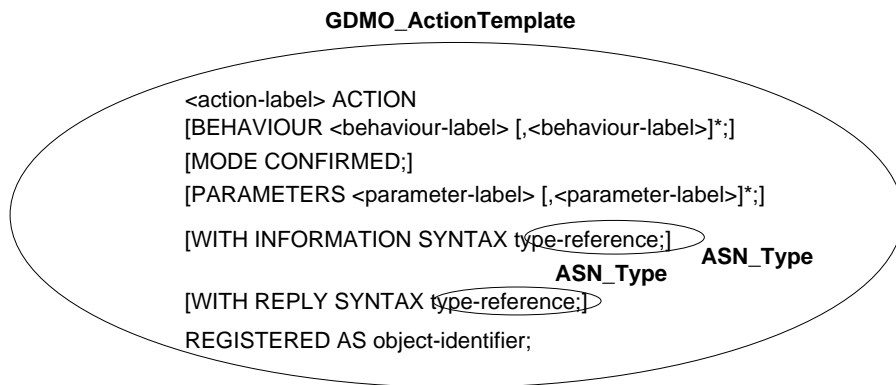 GDMO_ActionTemplate
<action-label> ACTION
[BEHAVIOUR <behaviour-label> [,<behaviour-label>]*;]
[MODE CONFIRMED;]
[PARAMETERS <parameter-label> [,<parameter-label>]*;]
[WITH INFORMATION SYNTAX type-reference;]
ASN_Type
ASN_Type
[WITH REPLY SYNTAX type-reference;]
REGISTERED AS object-identifier;